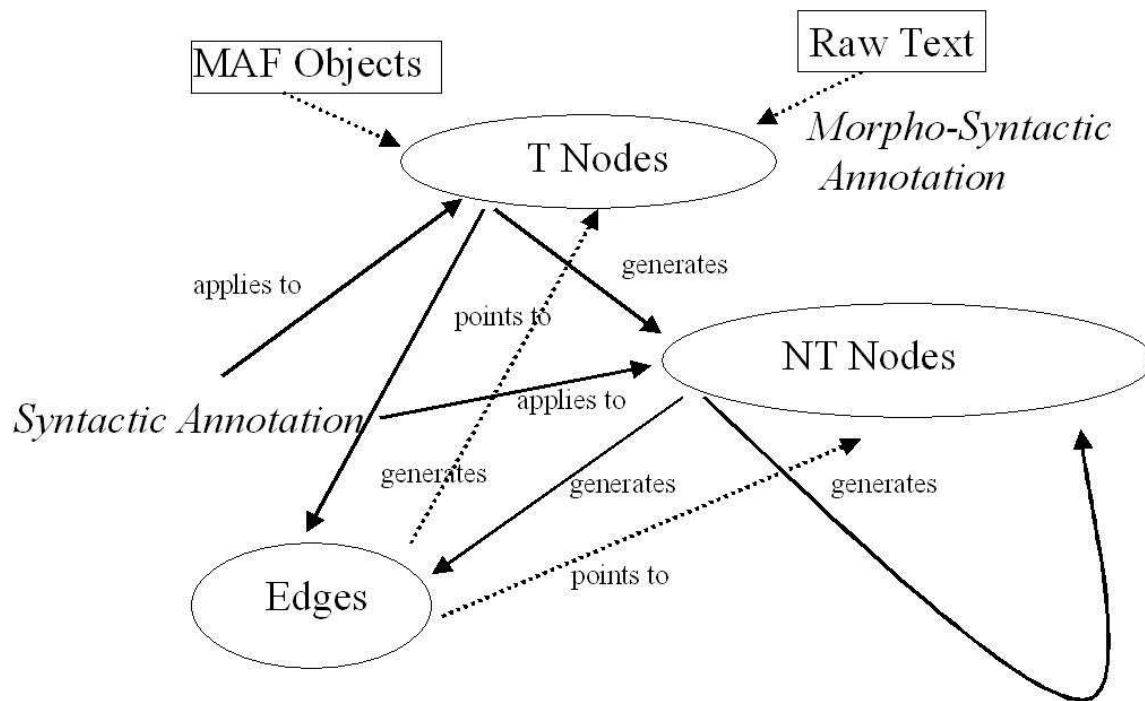 MAF Objects
Raw Text
T Nodes
Morpho-Syntactic
Annotation
applies to
points to
generates
NT Nodes
Syntactic Annotation
applies to
generates
generates
generates
points to
Edges